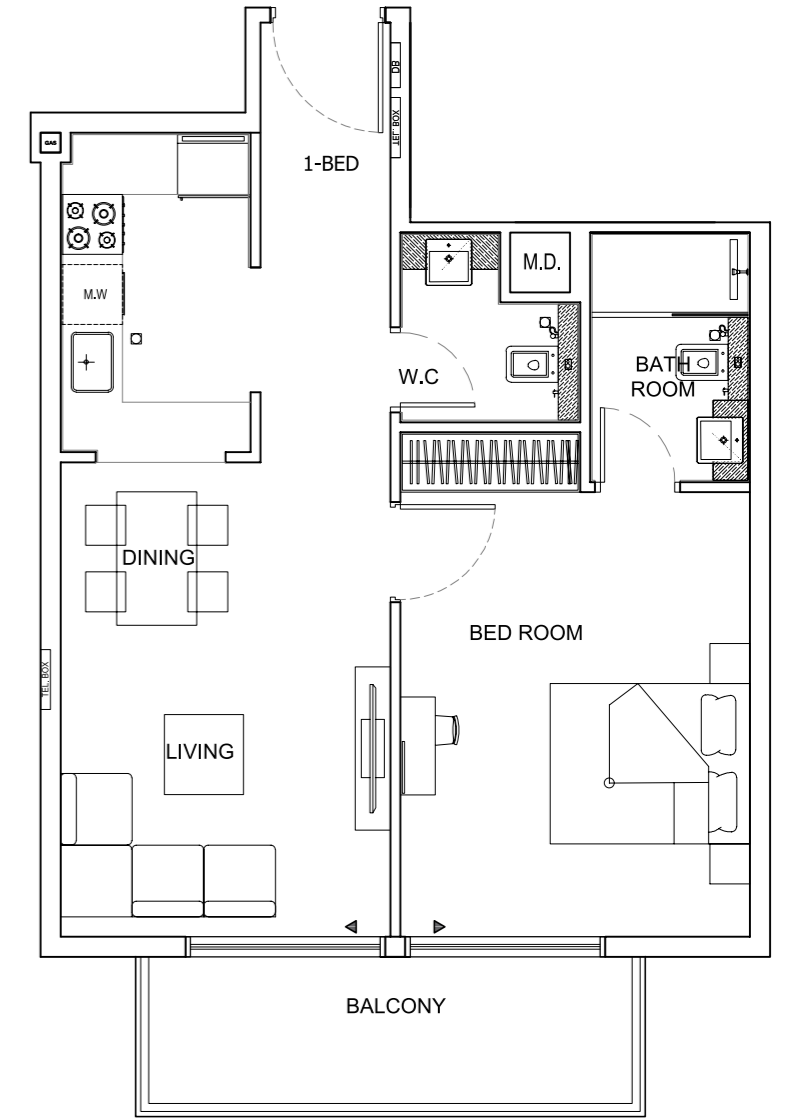 DB
TEL. BOX
GAS
1-BED
M.D.
M.W
W.C
BATH
ROOM
DINING
BED ROOM
TEL. BOX
LIVING
BALCONY